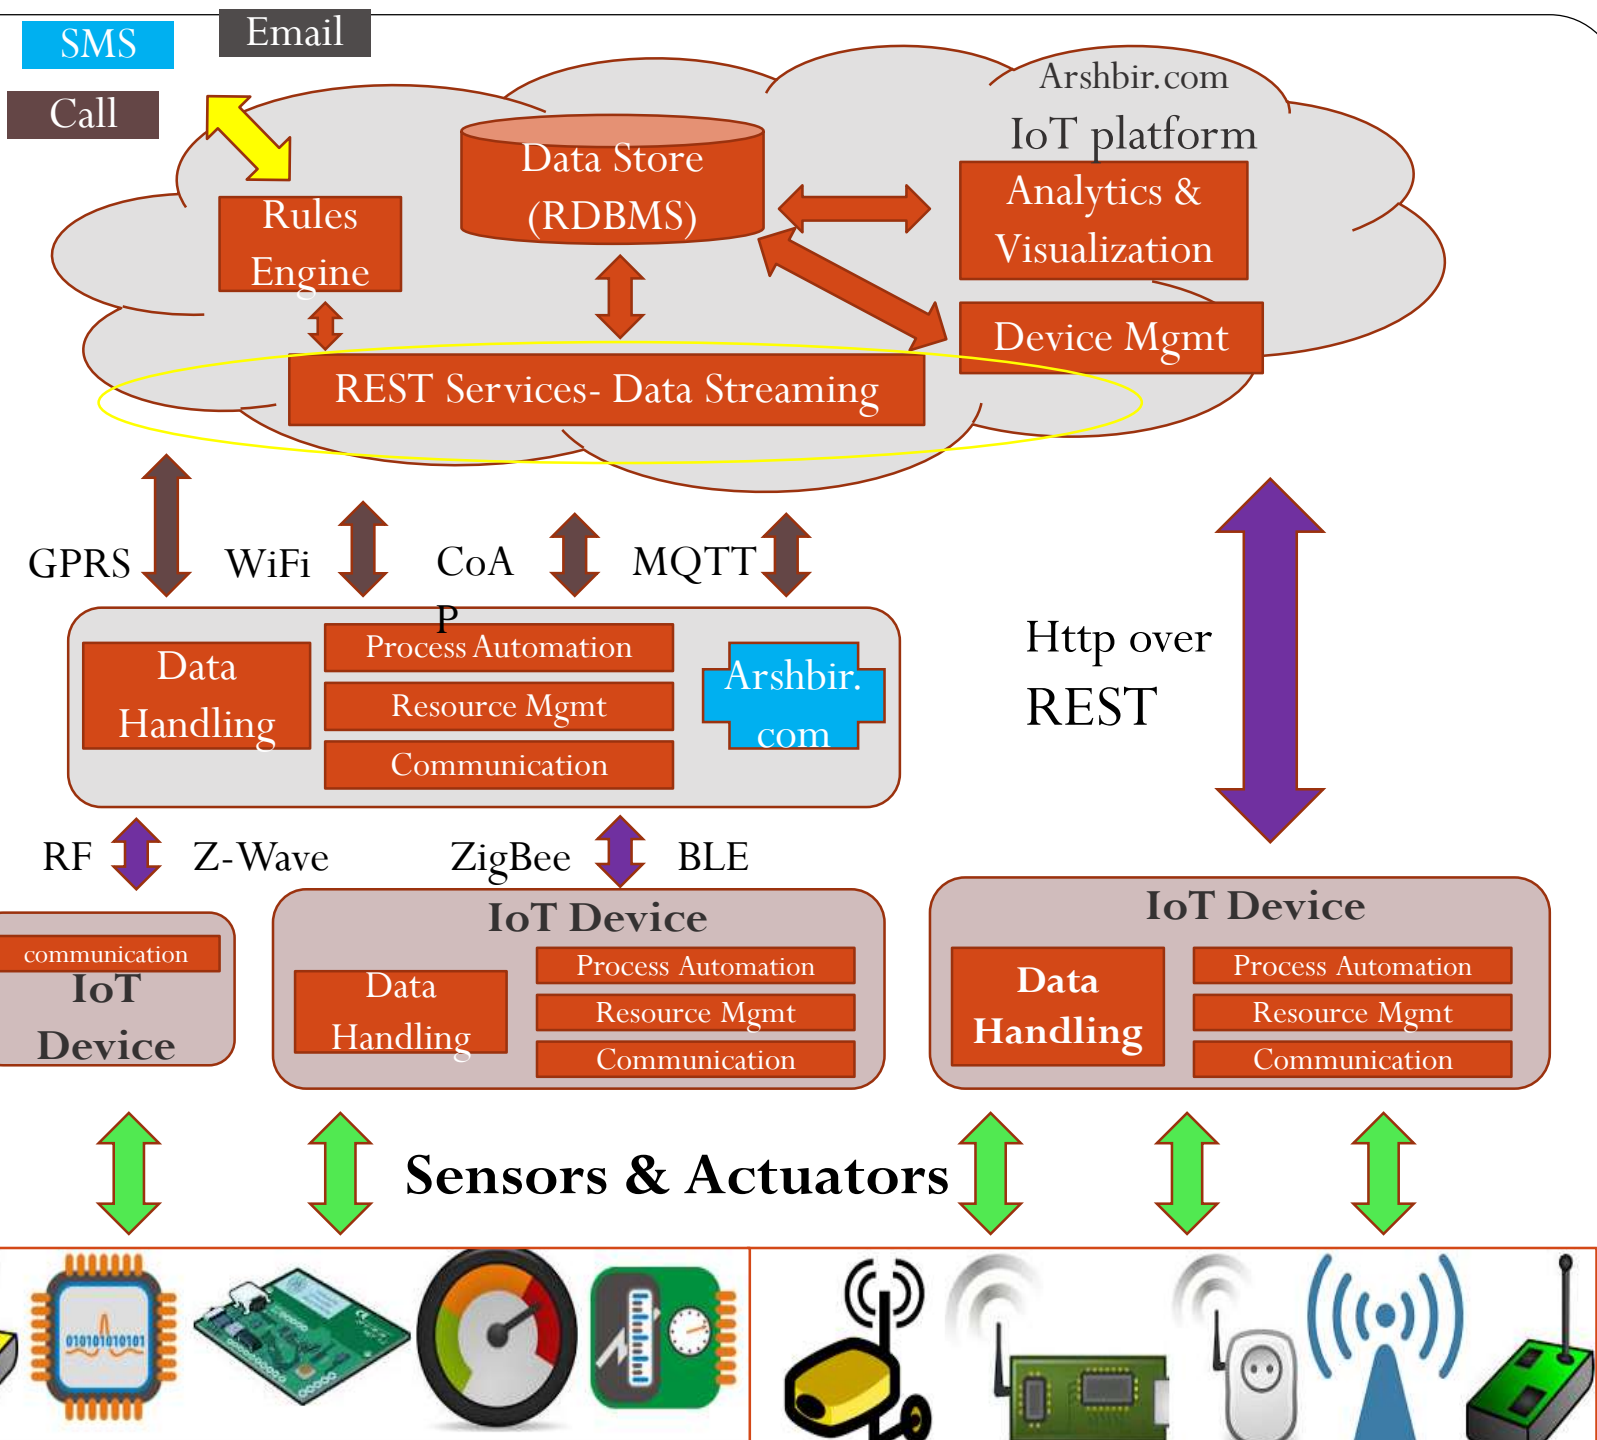 SMS
Email
Call
Arshbir.com
IoT platform
Data Store
(RDBMS)
Rules
Engine
Analytics &
Visualization
Device Mgmt
REST Services- Data Streaming
GPRS
WiFi
CoA
P
MQTT
Http over
REST
Data
Handling
Process Automation
Resource Mgmt
Communication
Arshbir.
com
RF
Z-Wave
ZigBee
BLE
communication
IoT
Device
IoT Device
Data
Handling
Process Automation
Resource Mgmt
Communication
IoT Device
Data
Handling
Process Automation
Resource Mgmt
Communication
Sensors & Actuators
010101010101